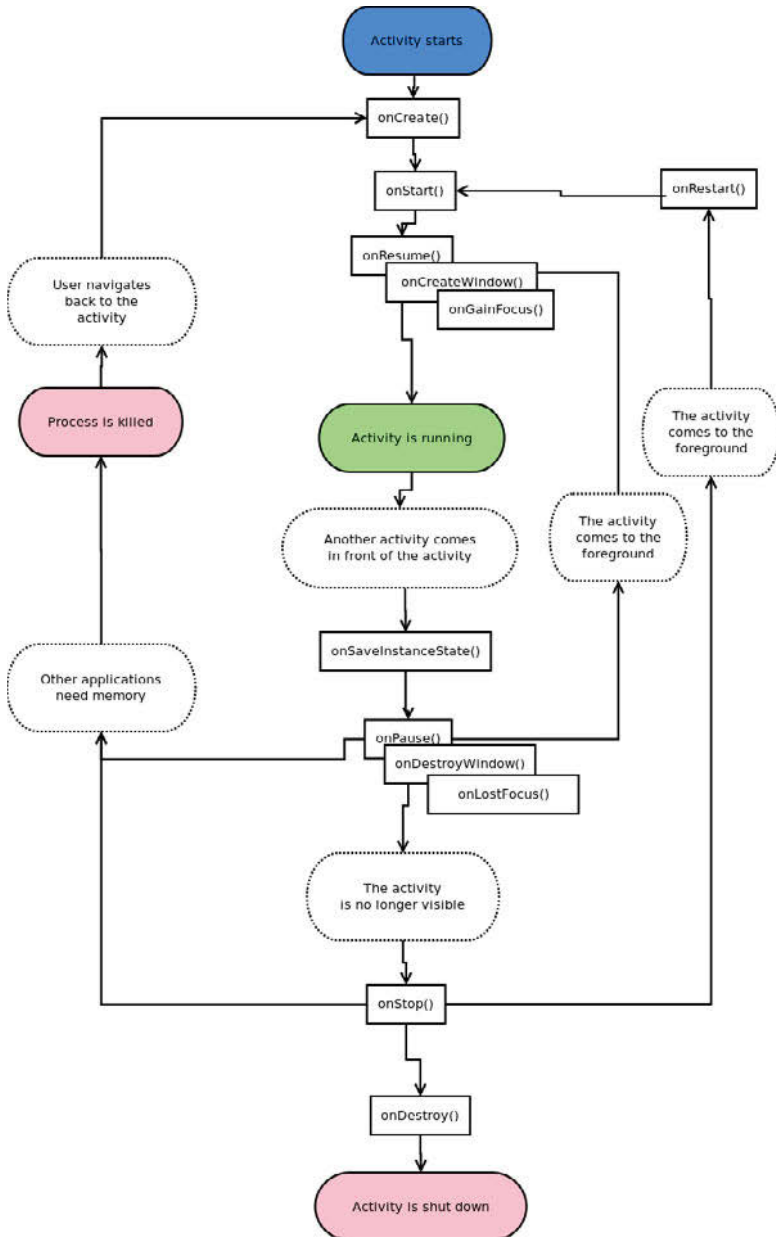 Activity starts
onCreate()
onStart()
onRestart()
onResume()
onCreateWindow()
onGainFocus()
User navigates
back to the
activity
Process is killed
Activity is running
The activity
comes to the
foreground
Another activity comes
in front of the activity
The activity
comes to the
foreground
onSaveInstanceState()
Other applications
need memory
onPause()
onDestroyWindow()
onLostFocus()
The activity
is no longer visible
onStop()
onDestroy()
Activity is shut down